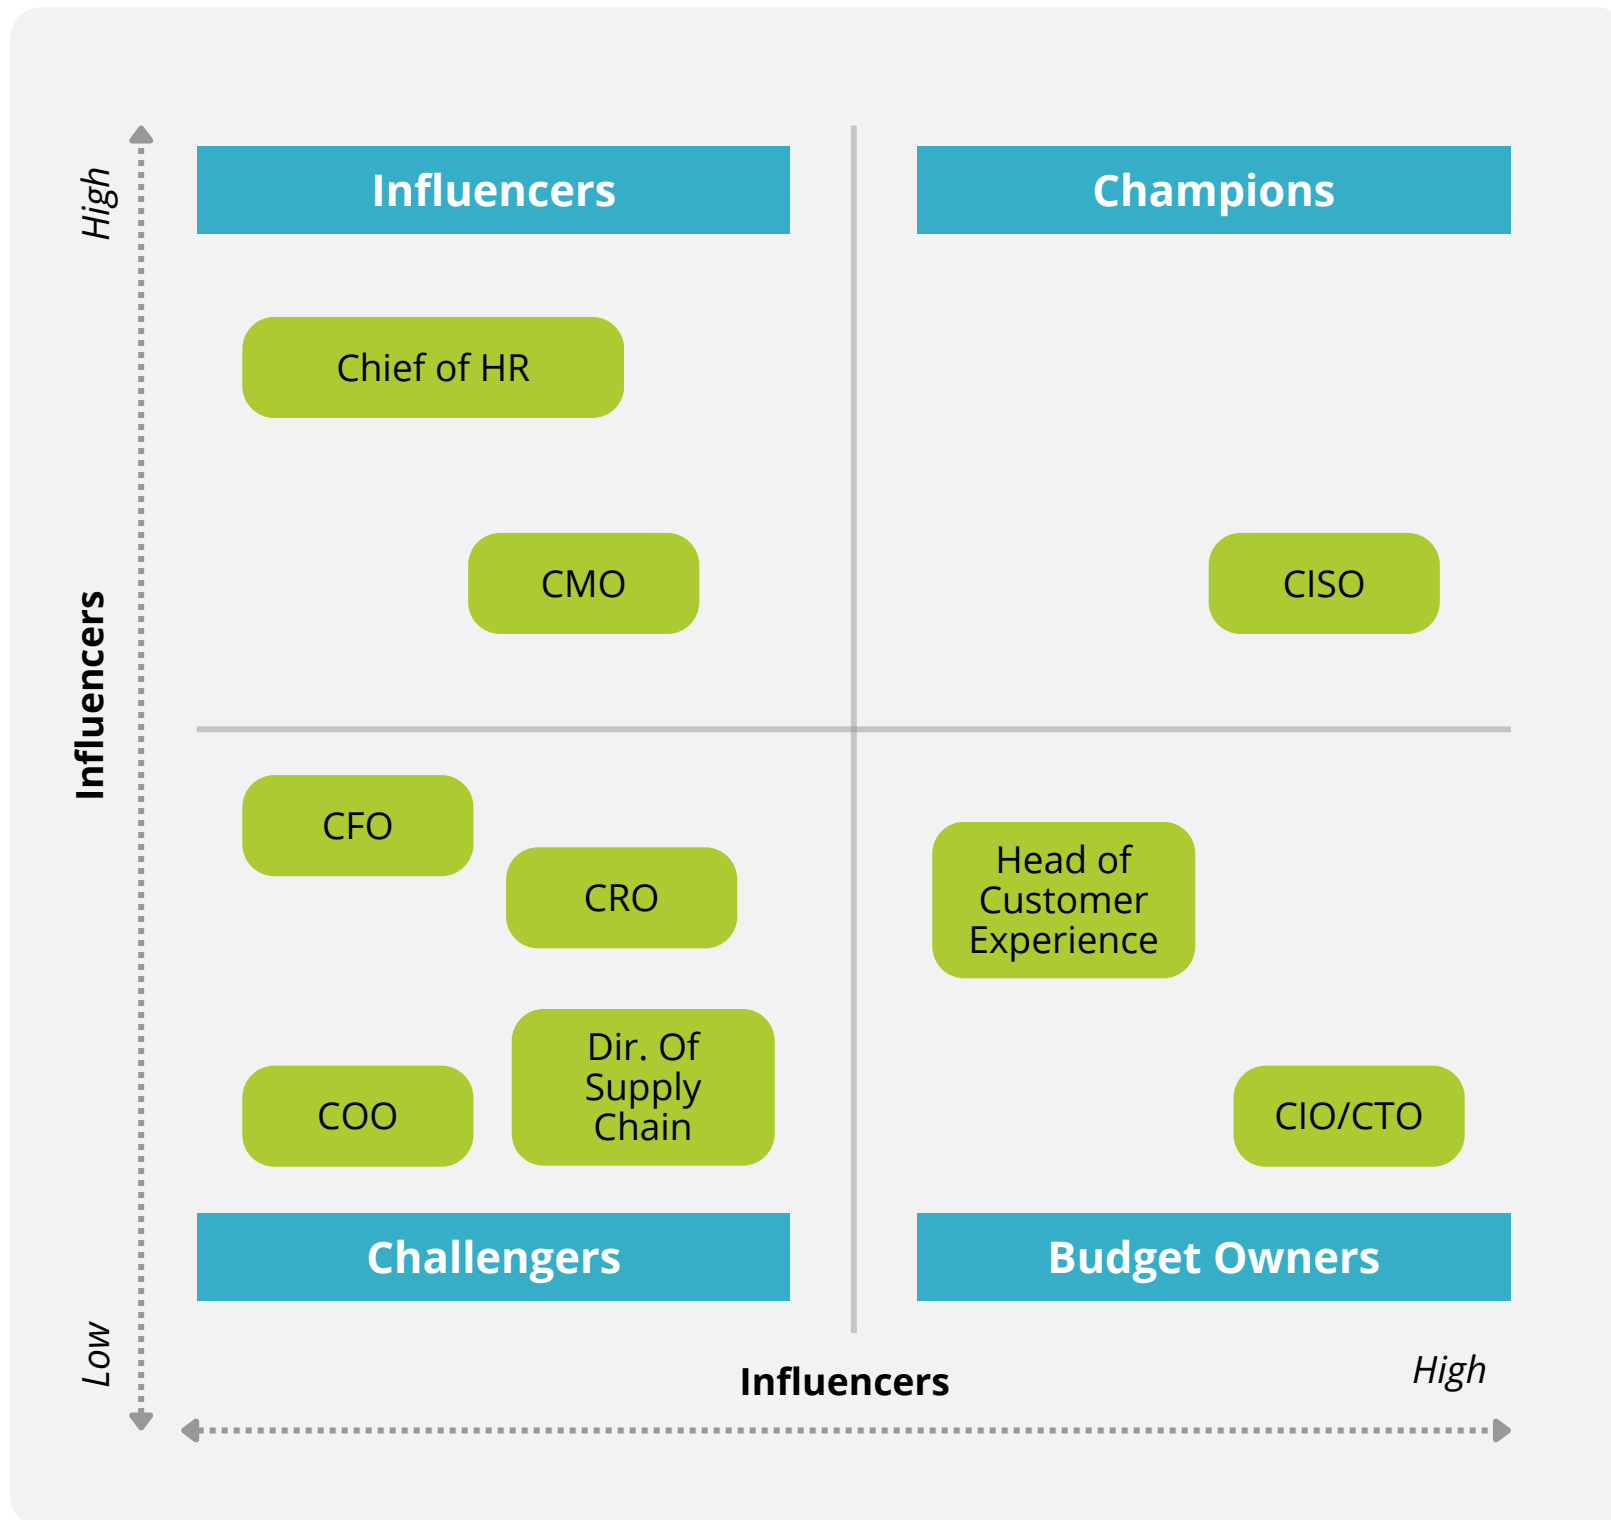 High
Influencers
Champions
Chief of HR
CMO
CISO
Influencers
CFO
CRO
Head of
Customer
Experience
Dir. Of
Supply
Chain
COO
CIO/CTO
Challengers
Budget Owners
Low
Influencers
High